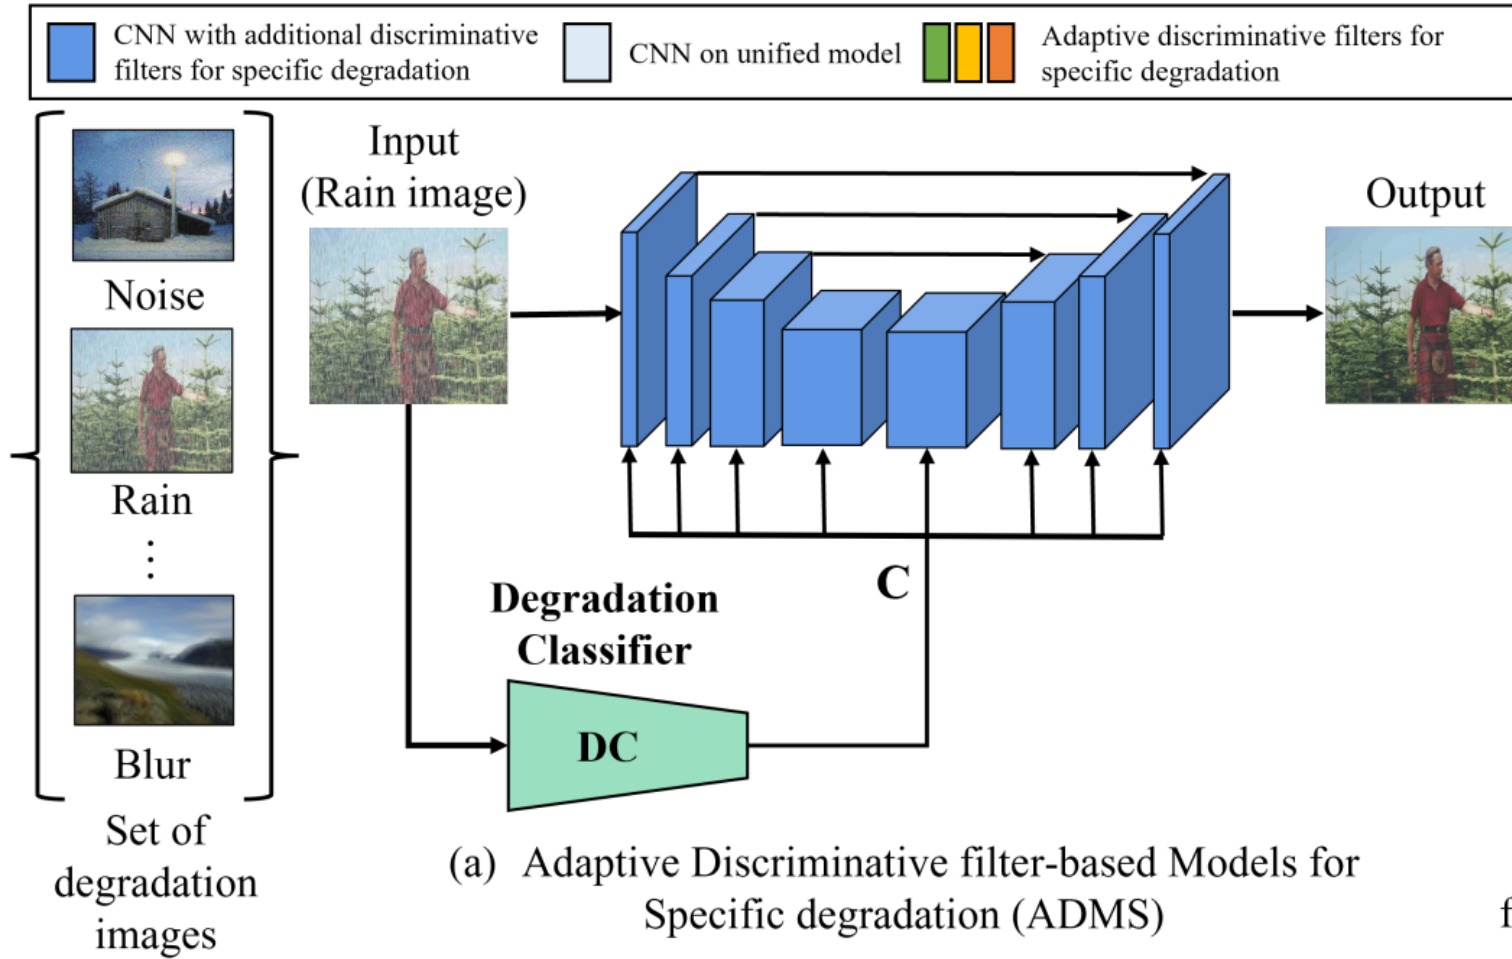 CNN with additional discriminative
filters for specific degradation
CNN on unified model
Adaptive discriminative filters for
specific degradation
Noise
Rain
Blur
Set of
degradation
images
Input
(Rain image)
Output
C
Degradation
Classifier
DC
(a) Adaptive Discriminative filter-based Models for
Specific degradation (ADMS)
f